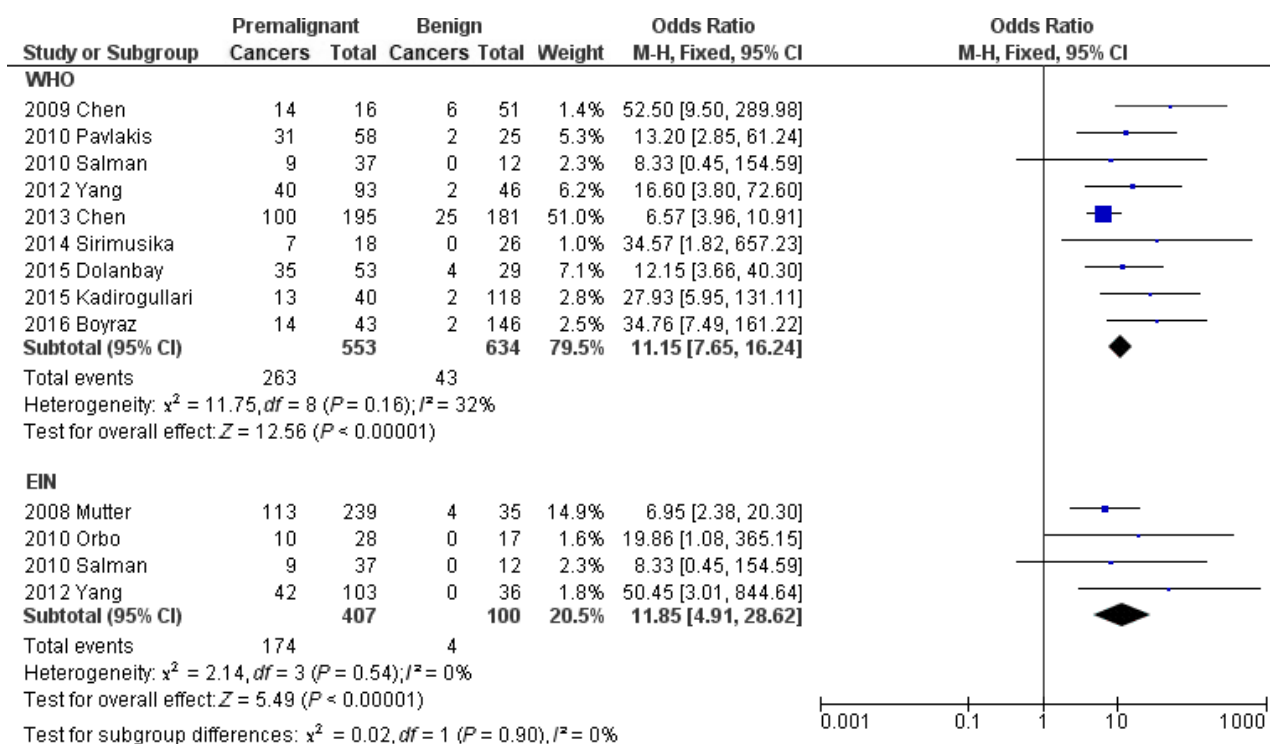 Premalignant Benign Odds Ratio Odds Ratio
Study or Subgroup Cancers Total Cancers Total Weight M-H, Fixed, 95% CI M-H, Fixed, 95% CI
WHO
2009 Chen 14 16 6 51 1.4% 52.50 [9.50, 289.98]
2010 Pavlakis 31 58 2 25 5.3% 13.20 [2.85, 61.24]
2010 Salman 9 37 0 12 2.3% 8.33 [0.45, 154.59]
2012 Yang 40 93 2 46 6.2% 16.60 [3.80, 72.60]
2013 Chen 100 195 25 181 51.0% 6.57 [3.96, 10.91]
2014 Sirimusika 7 18 0 26 1.0% 34.57 [1.82, 657.23]
2015 Dolanbay 35 53 4 29 7.1% 12.15 [3.66, 40.30]
2015 Kadirogullari 13 40 2 118 2.8% 27.93 [5.95, 131.11]
2016 Boyraz 14 43 2 146 2.5% 34.76 [7.49, 161.22]
Subtotal (95% CI) 553 634 79.5% 11.15 [7.65, 16.24]
Total events 263 43
Heterogeneity: x² = 11.75, df = 8 (P = 0.16); I² = 32%
Test for overall effect: Z = 12.56 (P < 0.00001)
EIN
2008 Mutter 113 239 4 35 14.9% 6.95 [2.38, 20.30]
2010 Orbo 10 28 0 17 1.6% 19.86 [1.08, 365.15]
2010 Salman 9 37 0 12 2.3% 8.33 [0.45, 154.59]
2012 Yang 42 103 0 36 1.8% 50.45 [3.01, 844.64]
Subtotal (95% CI) 407 100 20.5% 11.85 [4.91, 28.62]
Total events 174 4
Heterogeneity: x² = 2.14, df = 3 (P = 0.54); I² = 0%
Test for overall effect: Z = 5.49 (P < 0.00001)
Test for subgroup differences: x² = 0.02, df = 1 (P = 0.90), I² = 0%
0.001 0.1 1 10 1000